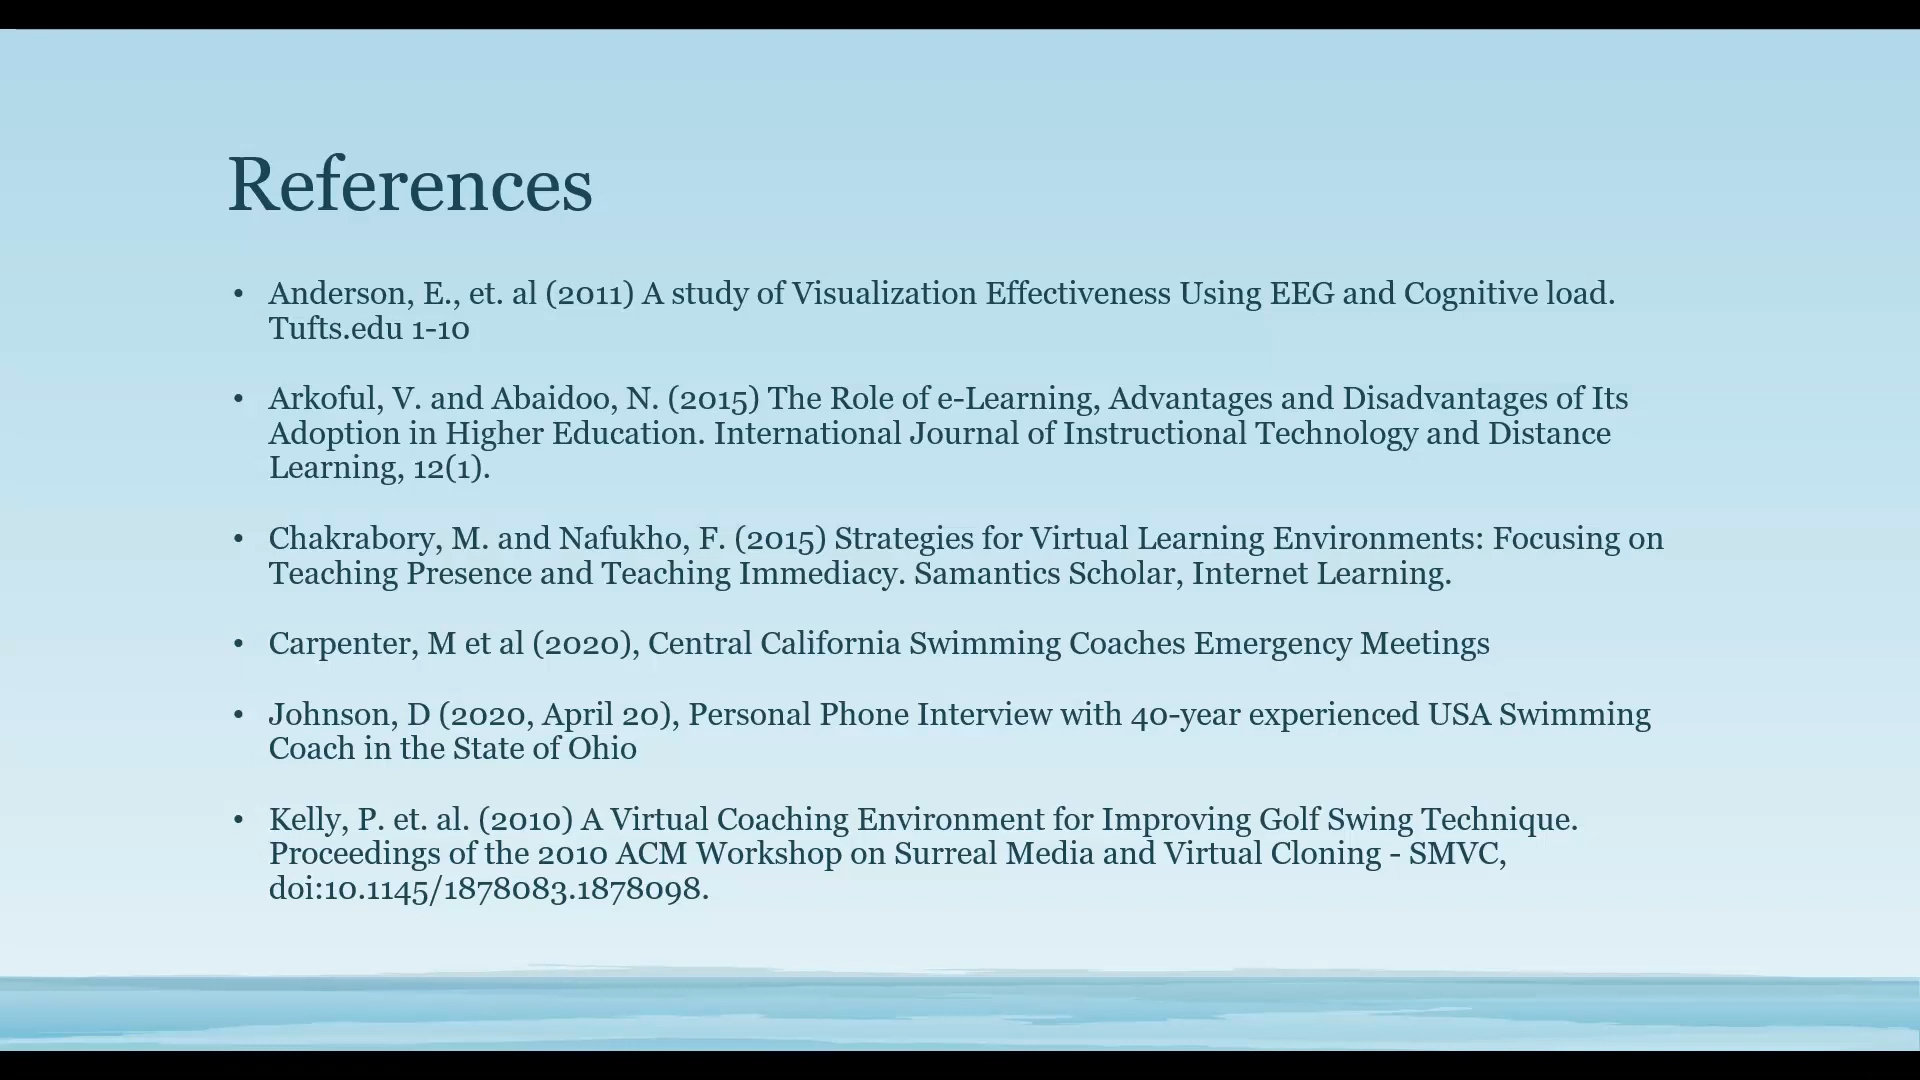 References
• Anderson, E., et. al (2011) A study of Visualization Effectiveness Using EEG and Cognitive load.
Tufts.edu 1-10
• Arkoful, V. and Abaidoo, N. (2015) The Role of e-Learning, Advantages and Disadvantages of Its
Adoption in Higher Education. International Journal of Instructional Technology and Distance
Learning, 12(1).
• Chakrabory, M. and Nafukho, F. (2015) Strategies for Virtual Learning Environments: Focusing on
Teaching Presence and Teaching Immediacy. Samantics Scholar, Internet Learning.
• Carpenter, M et al (2020), Central California Swimming Coaches Emergency Meetings
• Johnson, D (2020, April 20), Personal Phone Interview with 40-year experienced USA Swimming
Coach in the State of Ohio
• Kelly, P. et. al. (2010) A Virtual Coaching Environment for Improving Golf Swing Technique.
Proceedings of the 2010 ACM Workshop on Surreal Media and Virtual Cloning - SMVC,
doi:10.1145/1878083.1878098.